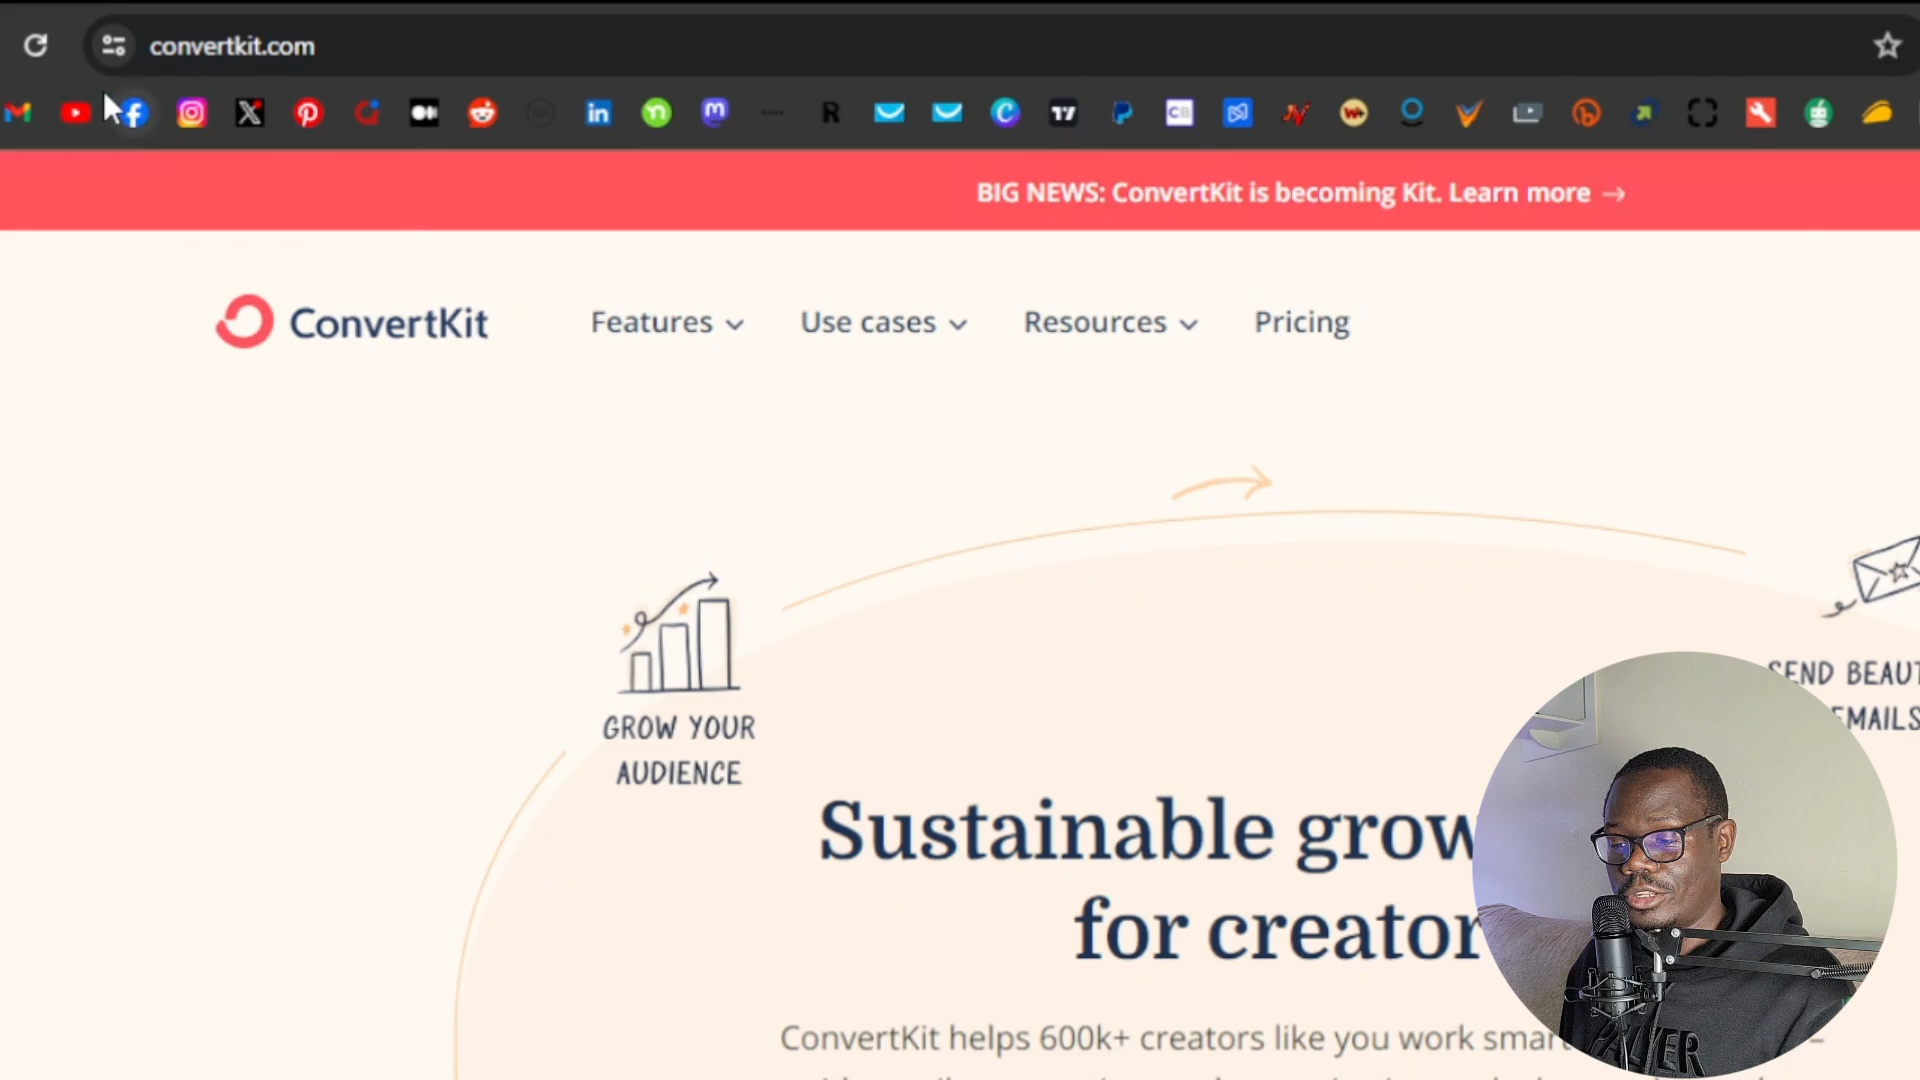 convertkit.com
BIG NEWS: ConvertKit is becoming Kit. Learn more →
ConvertKit
Features
Use cases
Resources
Pricing
GROW YOUR
AUDIENCE
SEND BEAUT
EMAILS
Sustainable grow
for creator
ConvertKit helps 600k+ creators like you work smar